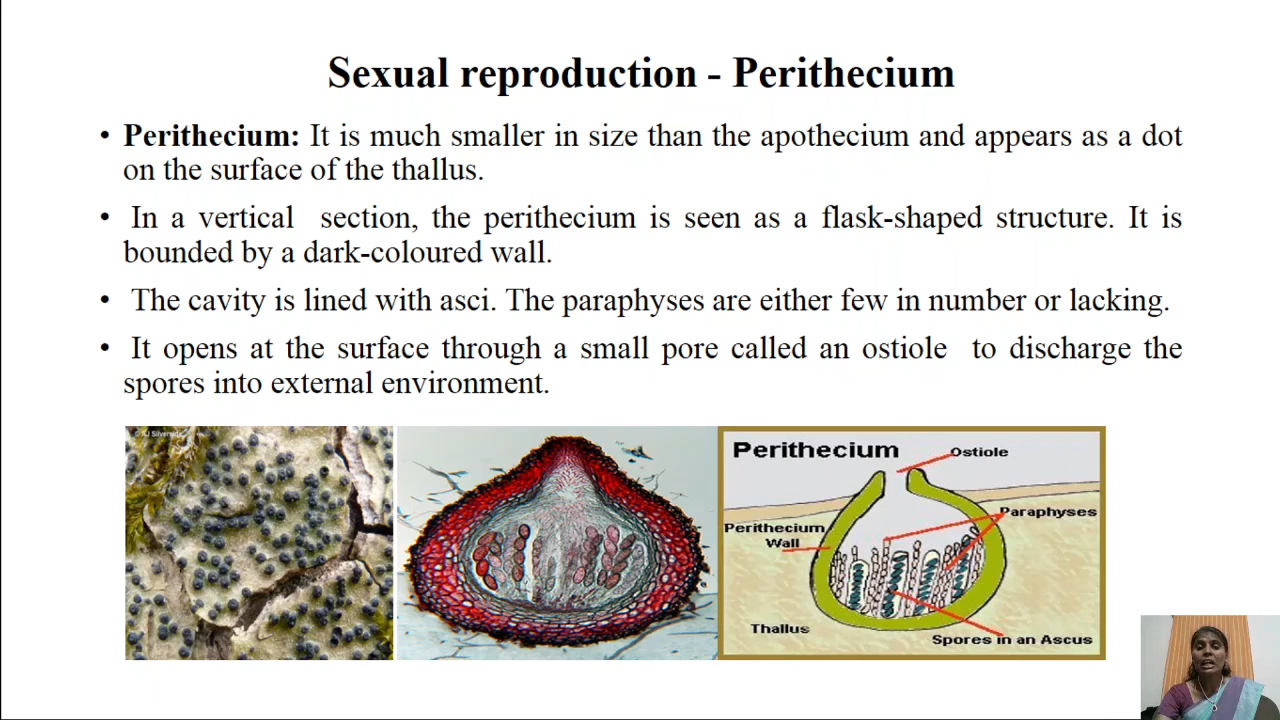 Sexual reproduction - Perithecium
• Perithecium: It is much smaller in size than the apothecium and appears as a dot
on the surface of the thallus.
• In a vertical section, the perithecium is seen as a flask-shaped structure. It is
bounded by a dark-coloured wall.
• The cavity is lined with asci. The paraphyses are either few in number or lacking.
• It opens at the surface through a small pore called an ostiole to discharge the
spores into external environment.
Perithecium
Ostiole
Paraphyses
Perithecium
Wall
Thallus
Spores in an Ascus